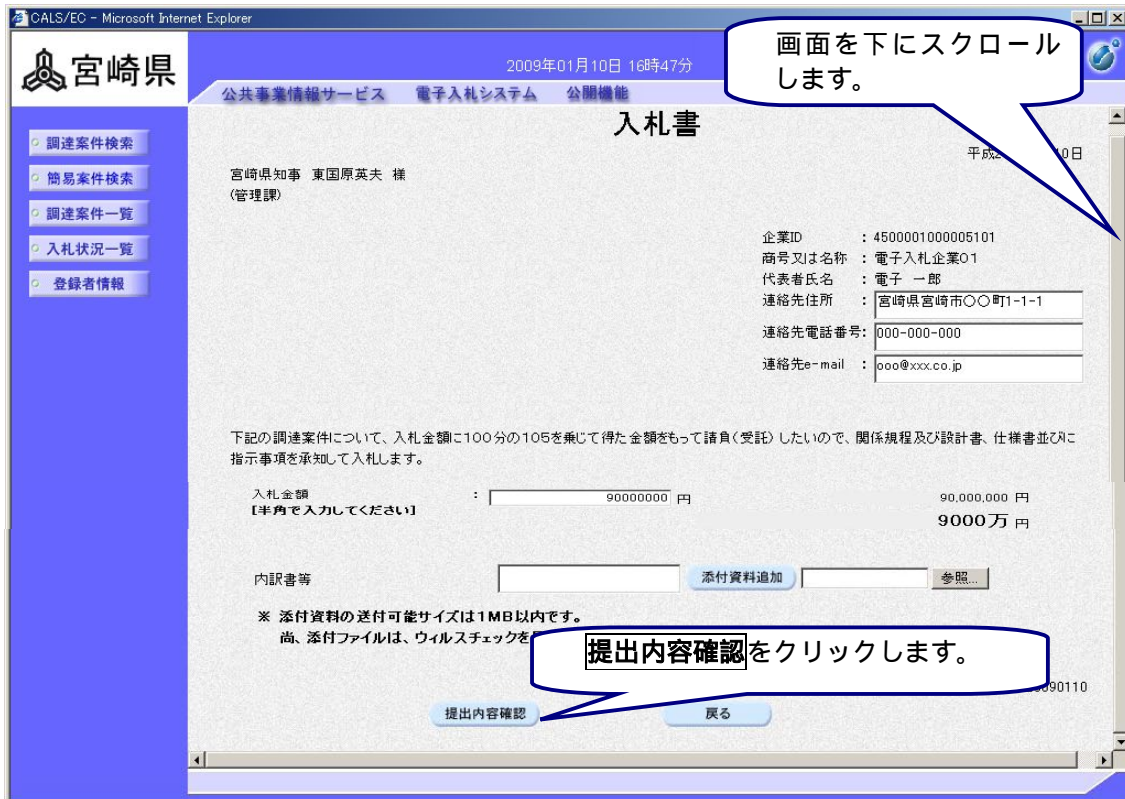 CALS/EC - Microsoft Internet Explorer
宮崎県
2009年01月10日 16時47分
画面を下にスクロール
します。
公共事業情報サービス 電子入札システム 公開機能
調達案件検索
簡易案件検索
調達案件一覧
入札状況一覧
登録者情報
入札書
平成2 10日
宮崎県知事 東国原英夫 様
(管理課)
企業ID : 4500001000005101
商号又は名称 : 電子入札企業01
代表者氏名 : 電子 一郎
連絡先住所 : 宮崎県宮崎市○○町1-1-1
連絡先電話番号: 000-000-000
連絡先e-mail : ooo@xxx.co.jp
下記の調達案件について、入札金額に100分の105を乗じて得た金額をもって請負(受託)したいので、関係規程及び設計書、仕様書並びに
指示事項を承知して入札します。
入札金額 : 90000000 円 90,000,000 円
[半角で入力してください] 9000万 円
内訳書等 添付資料追加 参照...
※ 添付資料の送付可能サイズは1MB以内です。
尚、添付ファイルは、ウィルスチェックを
提出内容確認をクリックします。
090110
提出内容確認 戻る